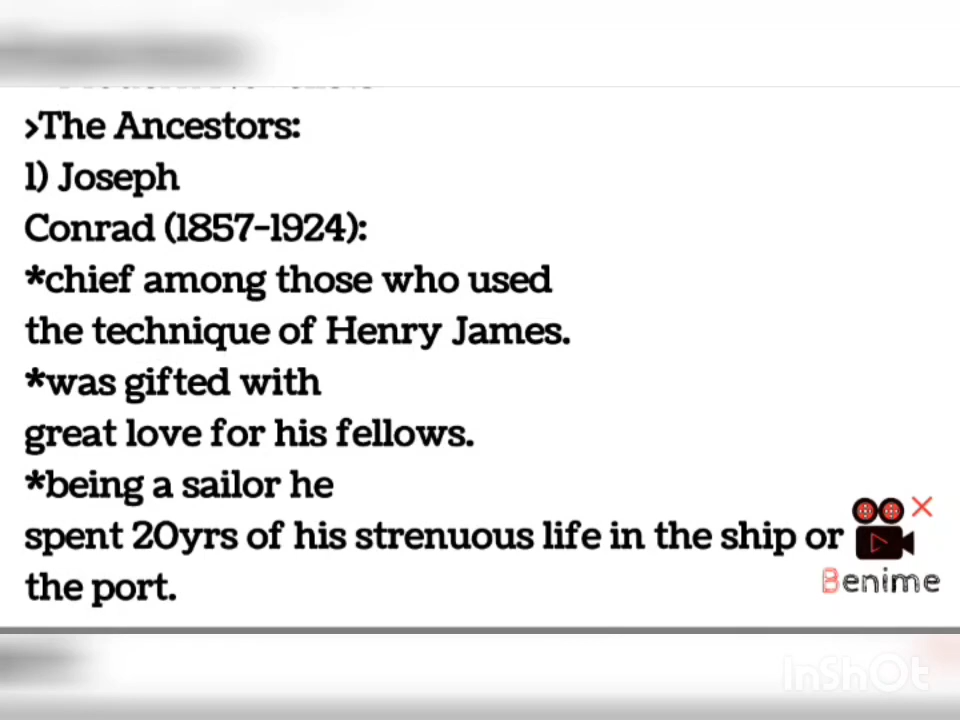 >The Ancestors:
1) Joseph
Conrad (1857-1924):
*chief among those who used
the technique of Henry James.
*was gifted with
great love for his fellows.
*being a sailor he
spent 20yrs of his strenuous life in the ship or
the port.
Benime
InShOt